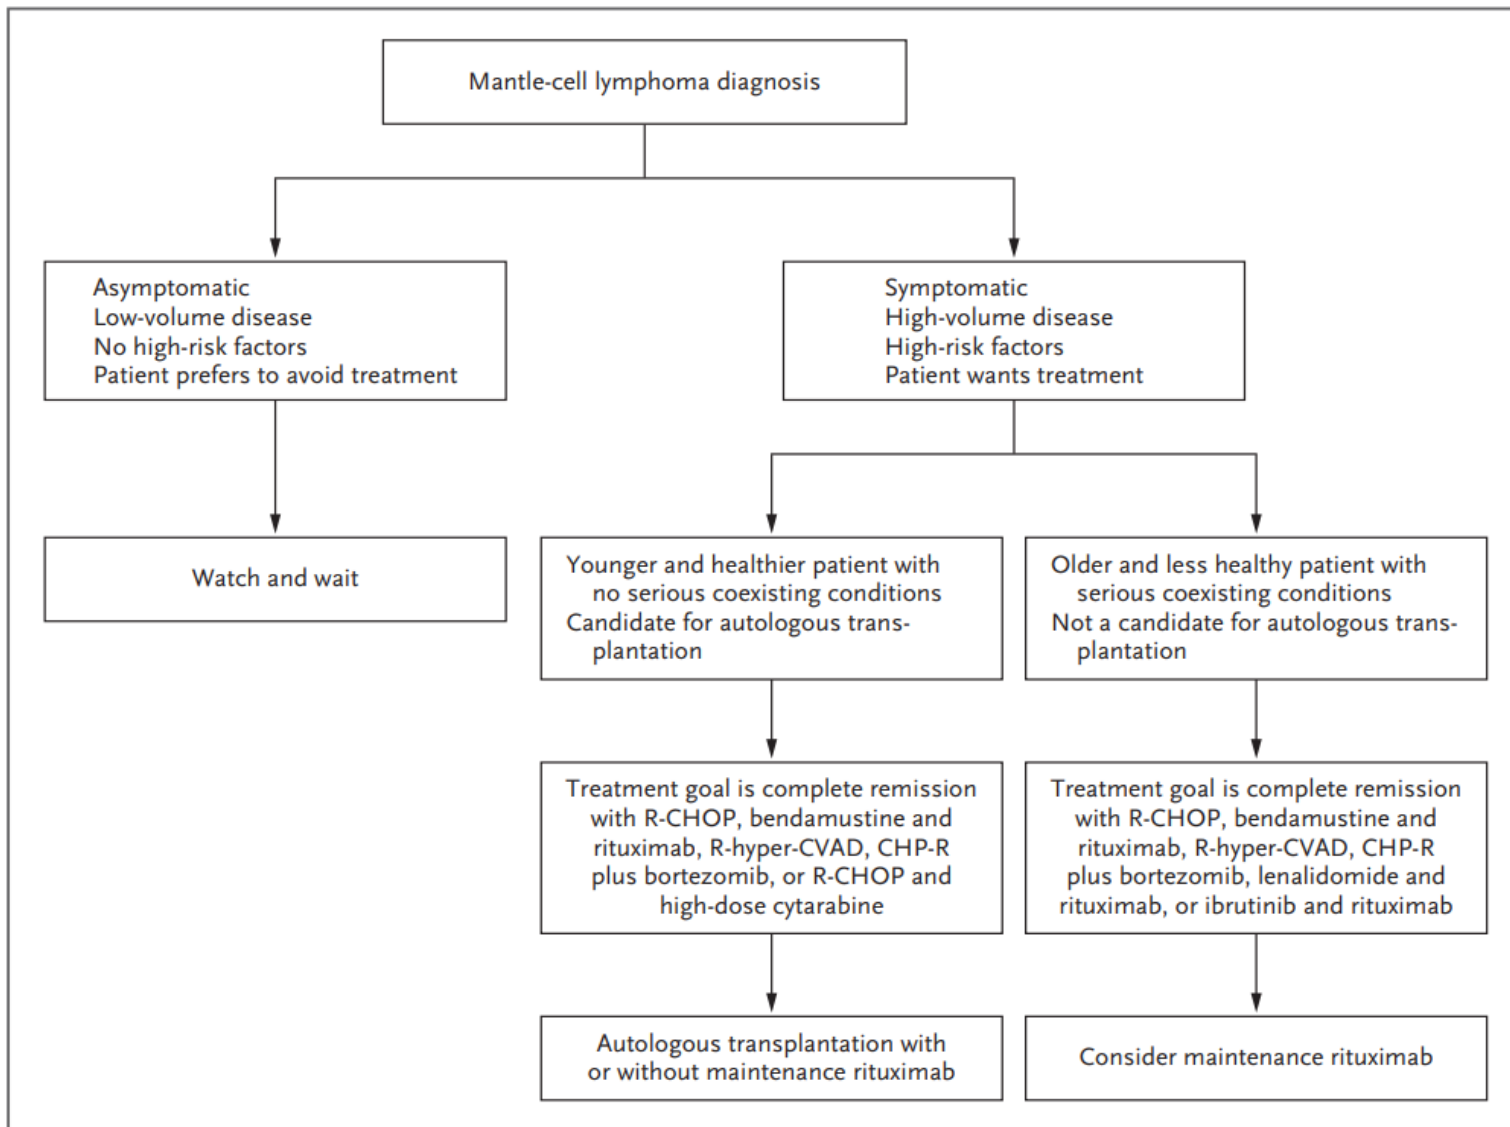 Mantle-cell lymphoma diagnosis
Asymptomatic
Low-volume disease
No high-risk factors
Patient prefers to avoid treatment
Symptomatic
High-volume disease
High-risk factors
Patient wants treatment
Watch and wait
Younger and healthier patient with
no serious coexisting conditions
Candidate for autologous trans-
plantation
Older and less healthy patient with
serious coexisting conditions
Not a candidate for autologous trans-
plantation
Treatment goal is complete remission
with R-CHOP, bendamustine and
rituximab, R-hyper-CVAD, CHP-R
plus bortezomib, or R-CHOP and
high-dose cytarabine
Treatment goal is complete remission
with R-CHOP, bendamustine and
rituximab, R-hyper-CVAD, CHP-R
plus bortezomib, lenalidomide and
rituximab, or ibrutinib and rituximab
Autologous transplantation with
or without maintenance rituximab
Consider maintenance rituximab